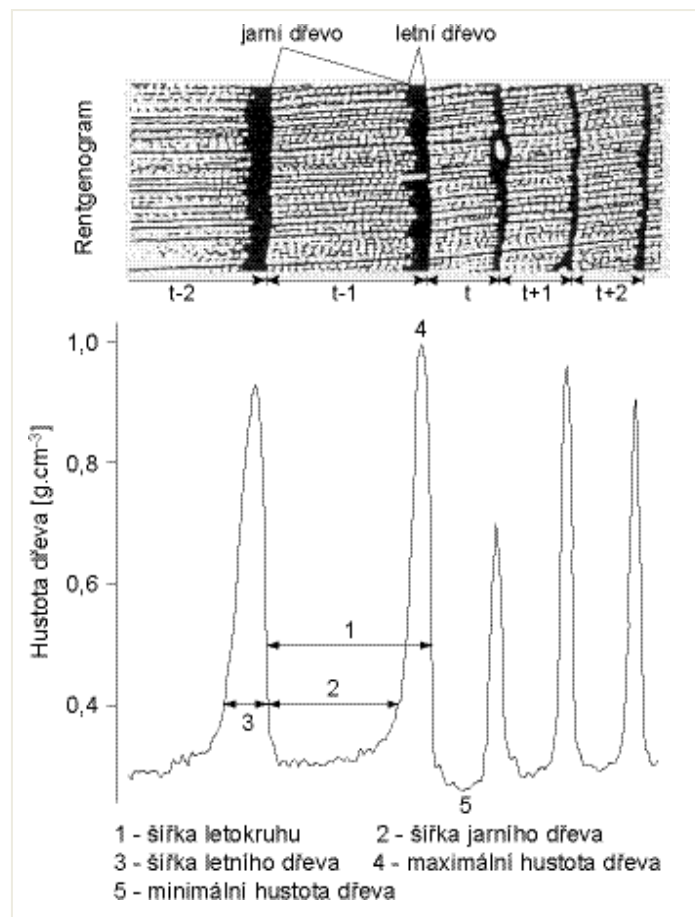 jarní dřevo letní dřevo
Rentgenogram
t-2 t-1 t t+1 t+2
4
1,0
0,8
Hustota dřeva [g.cm-3]
0,6
1
2
0,4
3
5
1 - šířka letokruhu 2 - šířka jarního dřeva
3 - šířka letního dřeva 4 - maximální hustota dřeva
5 - minimální hustota dřeva